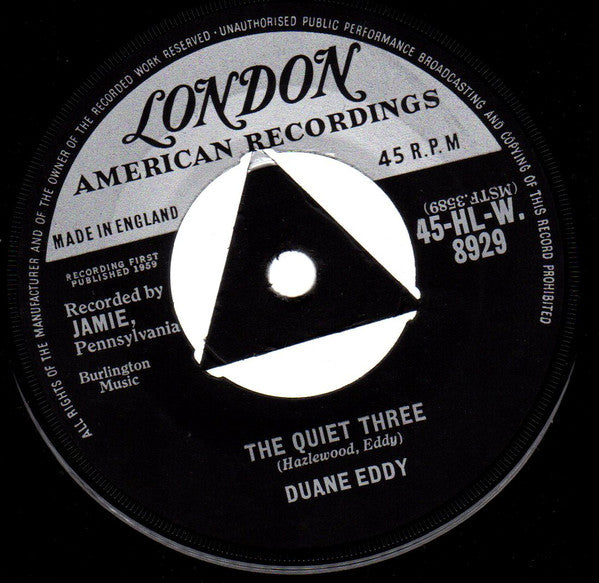 ALL RIGHTS OF THE MANUFACTURER AND OF THE OWNER OF THE RECORDED WORK RESERVED · UNAUTHORISED PUBLIC PERFORMANCE BROADCASTING AND COPYING OF THIS RECORD PROHIBITED
LONDON
AMERICAN RECORDINGS
45 R.P.M
MADE IN ENGLAND
(MSTF.3589)
45-HL-W.
8929
RECORDING FIRST
PUBLISHED 1959
Recorded by
JAMIE,
Pennsylvania
Burlington
Music
THE QUIET THREE
(Hazlewood, Eddy)
DUANE EDDY